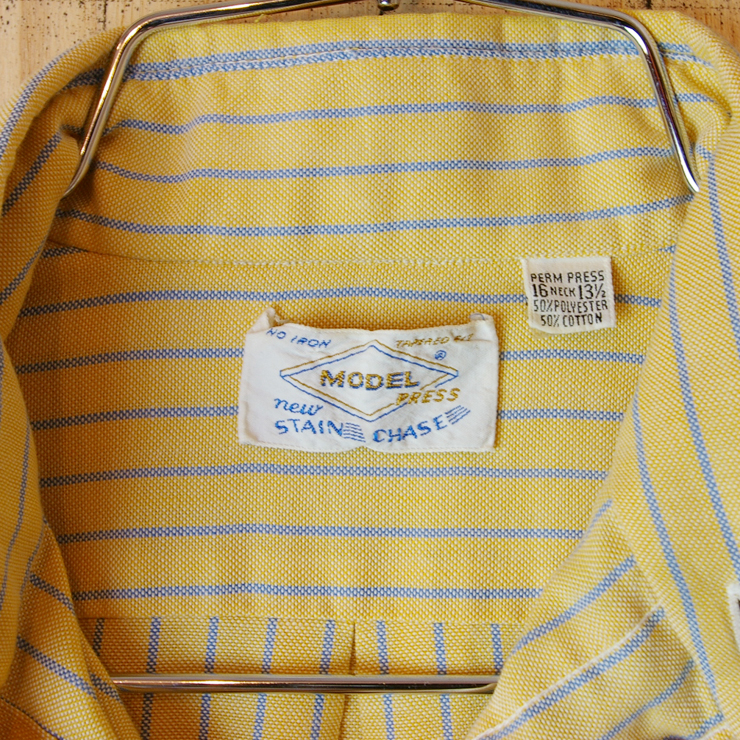 PERM PRESS
16 NECK 13½
50% POLYESTER
50% COTTON
NO IRON TAPERED FIT
®
MODEL
PRESS
new
STAIN CHASE